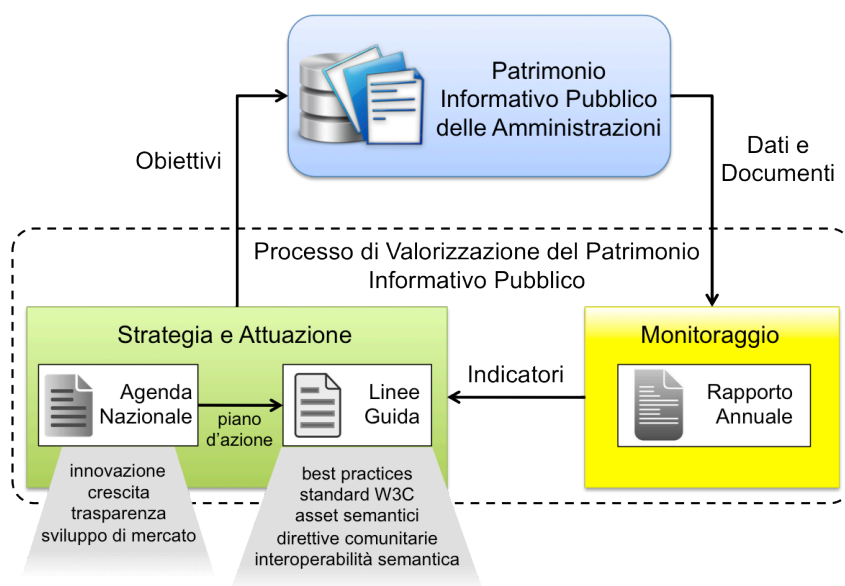 Patrimonio
Informativo Pubblico
delle Amministrazioni
Obiettivi
Dati e
Documenti
Processo di Valorizzazione del Patrimonio
Informativo Pubblico
Strategia e Attuazione
Agenda
Nazionale
piano
d'azione
Linee
Guida
Indicatori
Monitoraggio
Rapporto
Annuale
innovazione
crescita
trasparenza
sviluppo di mercato
best practices
standard W3C
asset semantici
direttive comunitarie
interoperabilità semantica